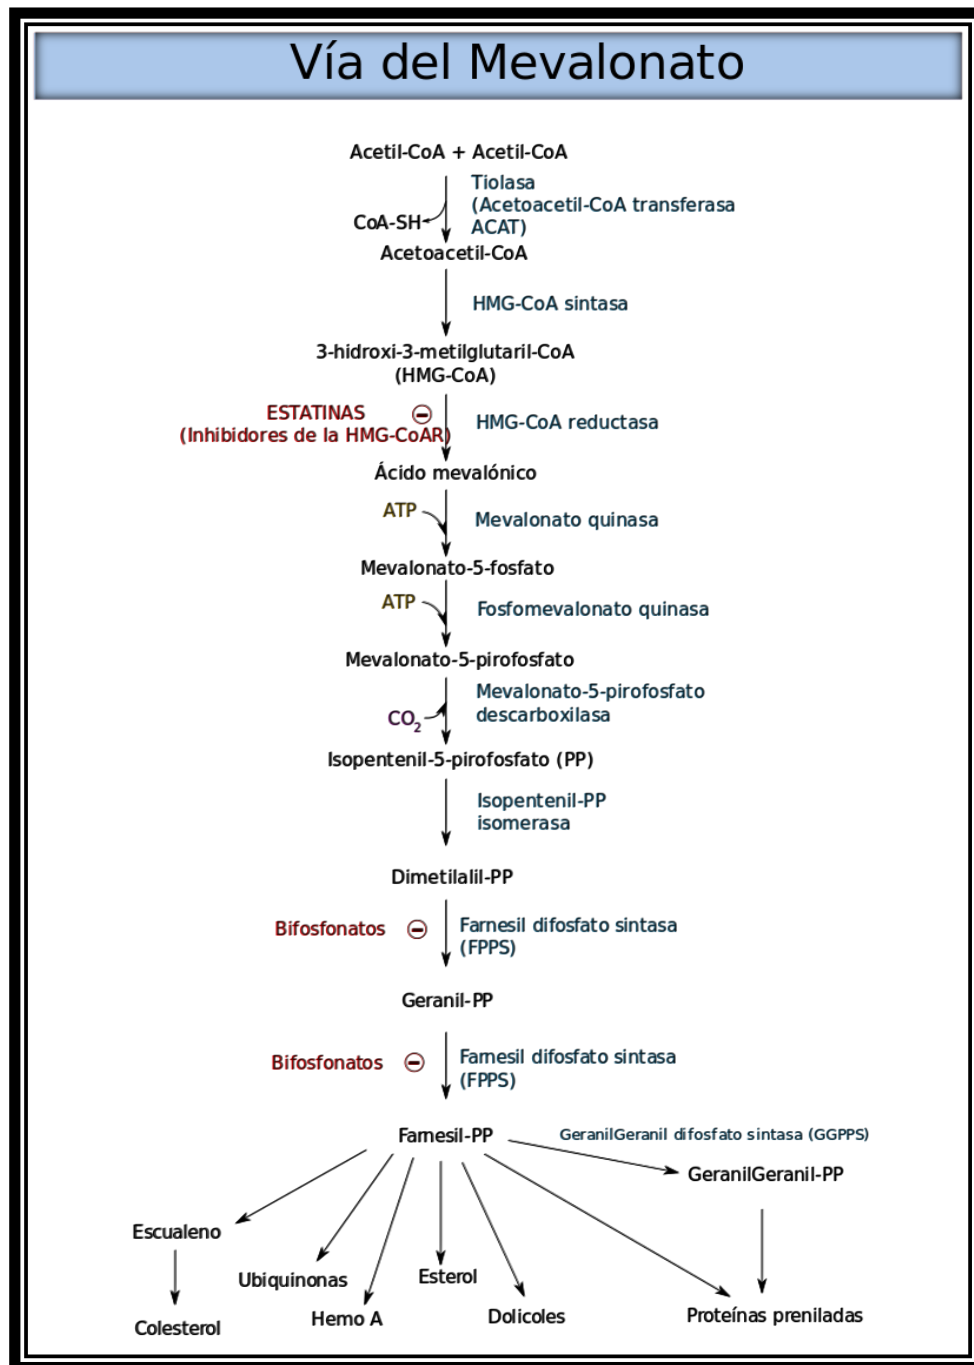 Vía del Mevalonato
Acetil-CoA + Acetil-CoA
Tiolasa
(Acetoacetil-CoA transferasa
ACAT)
CoA-SH
Acetoacetil-CoA
HMG-CoA sintasa
3-hidroxi-3-metilglutaril-CoA
(HMG-CoA)
ESTATINAS
(Inhibidores de la HMG-CoAR)
HMG-CoA reductasa
Ácido mevalónico
ATP
Mevalonato quinasa
Mevalonato-5-fosfato
ATP
Fosfomevalonato quinasa
Mevalonato-5-pirofosfato
Mevalonato-5-pirofosfato
descarboxilasa
CO2
Isopentenil-5-pirofosfato (PP)
Isopentenil-PP
isomerasa
Dimetilalil-PP
Bifosfonatos
Farnesil difosfato sintasa
(FPPS)
Geranil-PP
Bifosfonatos
Farnesil difosfato sintasa
(FPPS)
Farnesil-PP
GeranilGeranil difosfato sintasa (GGPPS)
GeranilGeranil-PP
Escualeno
Ubiquinonas
Esterol
Hemo A
Dolicoles
Proteínas preniladas
Colesterol